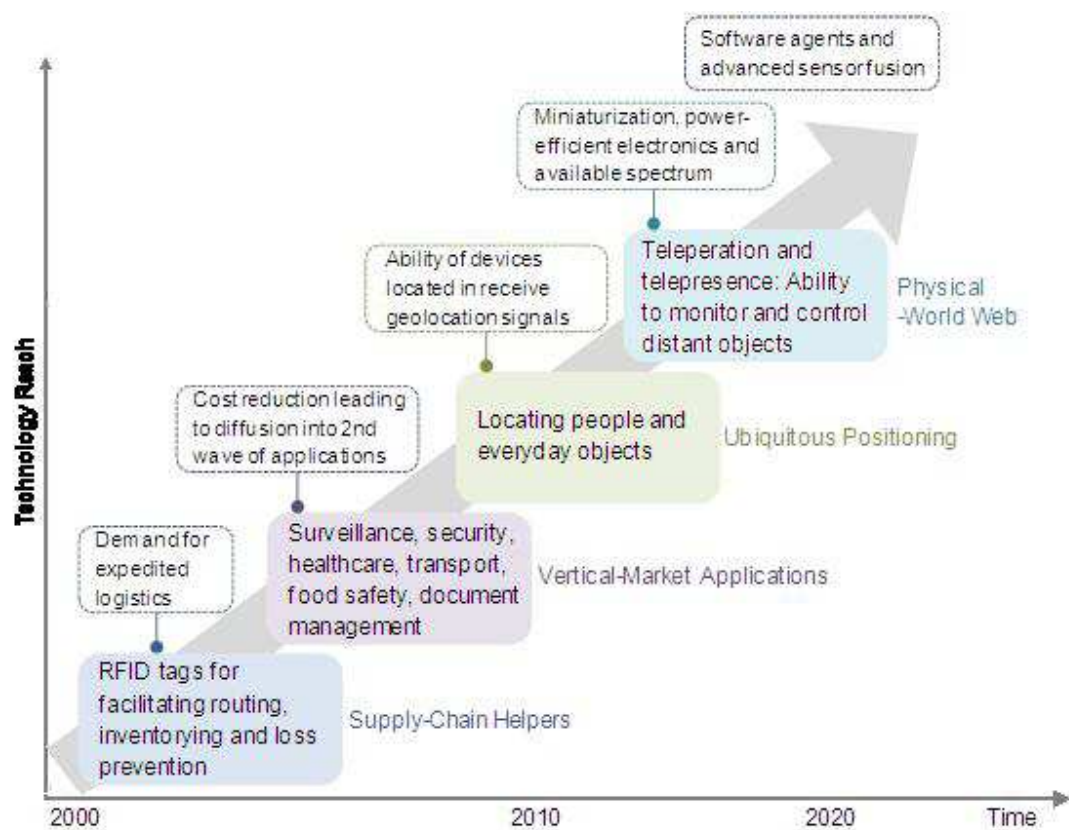 Software agents and
advanced sensor fusion
Miniaturization, power-
efficient electronics and
available spectrum
Ability of devices
located in receive
geolocation signals
Teleperation and
telepresence: Ability
to monitor and control
distant objects
Physical
-World Web
Cost reduction leading
to diffusion into 2nd
wave of applications
Locating people and
everyday objects
Ubiquitous Positioning
Demand for
expedited
logistics
Surveillance, security,
healthcare, transport,
food safety, document
management
Vertical-Market Applications
RFID tags for
facilitating routing,
inventorying and loss
prevention
Supply-Chain Helpers
Technology Reach
2000
2010
2020
Time